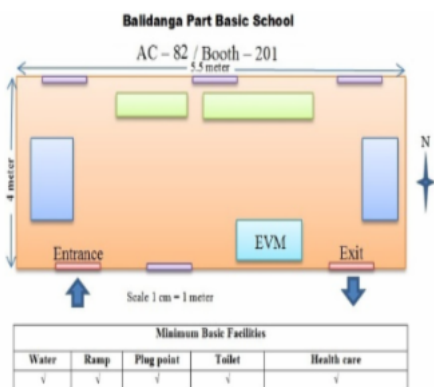 Balidanga Part Basic School
AC – 82 / Booth – 201
5.5 meter
4 meter
N
EVM
Entrance
Exit
Scale 1 cm = 1 meter
Minimum Basic Facilities
Water Ramp Plug point Toilet Health care
√ √ √ √ √